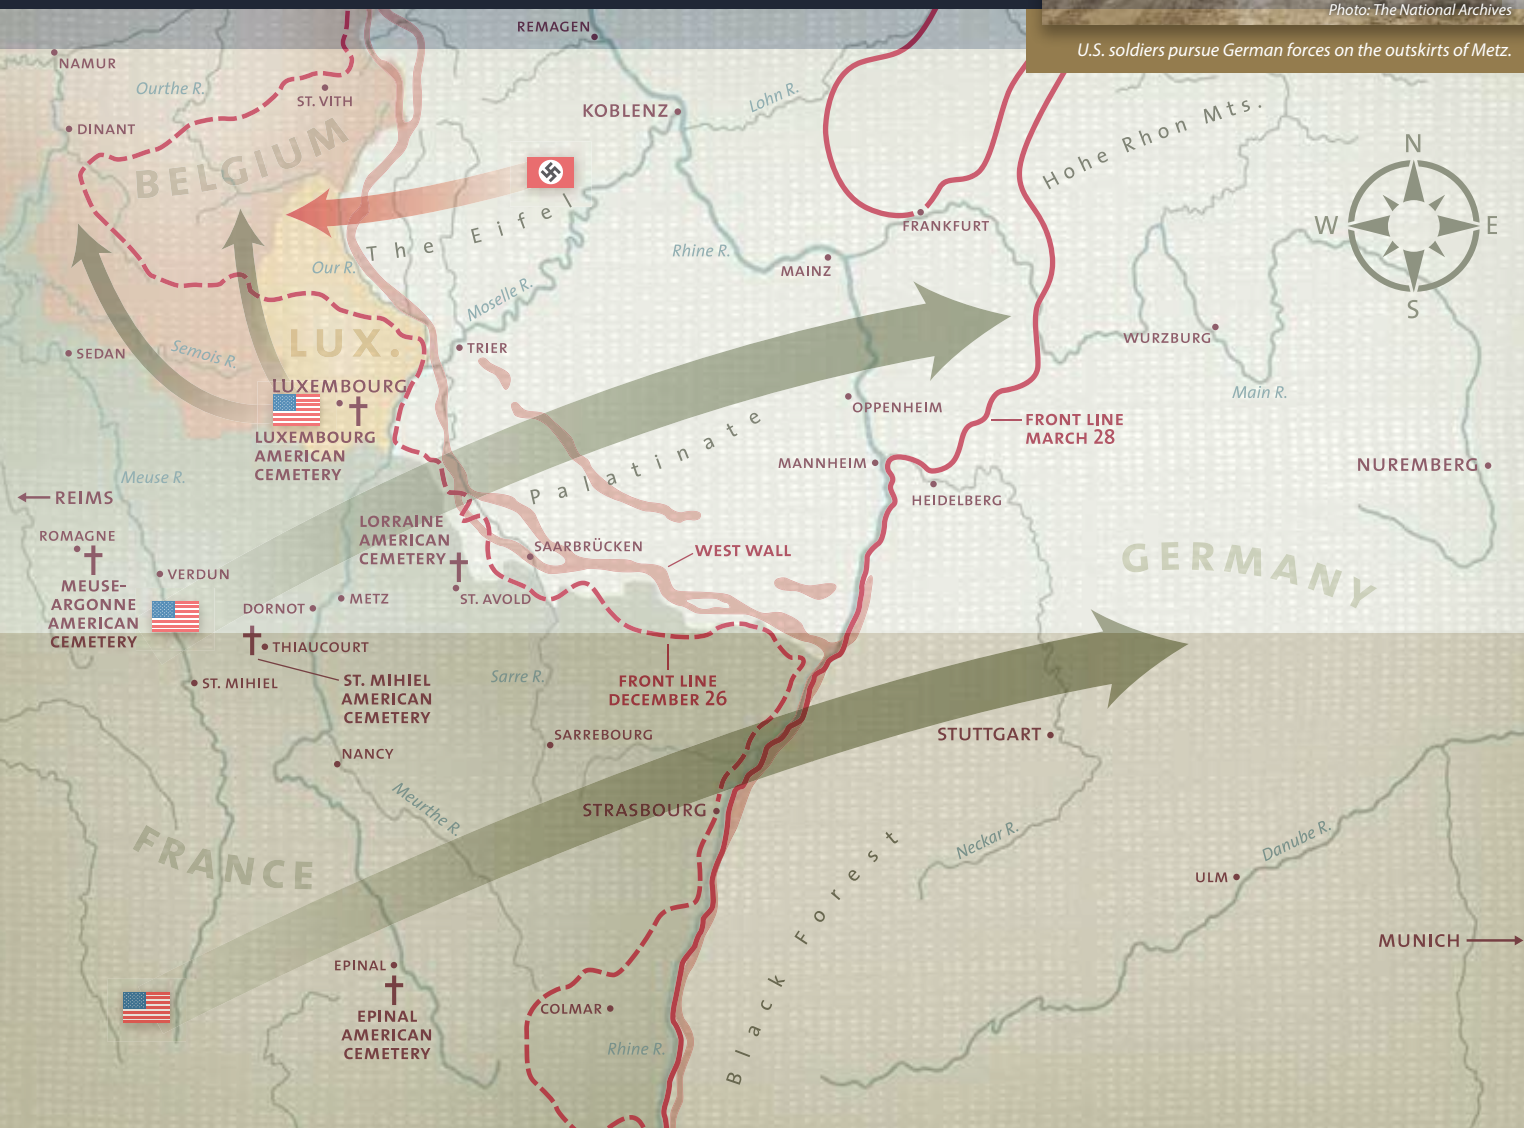 Photo: The National Archives
U.S. soldiers pursue German forces on the outskirts of Metz.
REMAGEN
NAMUR
Ourthe R.
ST. VITH
KOBLENZ
Lohn R.
Hohe Rhon Mts.
DINANT
BELGIUM
N
W
E
S
The Eifel
FRANKFURT
Rhine R.
MAINZ
Our R.
Moselle R.
LUX.
TRIER
WURZBURG
SEDAN
Semois R.
LUXEMBOURG
Main R.
OPPENHEIM
FRONT LINE
MARCH 28
LUXEMBOURG
AMERICAN
CEMETERY
Palatinate
MANNHEIM
NUREMBERG
Meuse R.
HEIDELBERG
REIMS
LORRAINE
AMERICAN
CEMETERY
ROMAGNE
SAARBRÜCKEN
WEST WALL
GERMANY
VERDUN
MEUSE-
ARGONNE
AMERICAN
CEMETERY
DORNOT
METZ
ST. AVOLD
THIAUCOURT
ST. MIHIEL
ST. MIHIEL
AMERICAN
CEMETERY
Sarre R.
FRONT LINE
DECEMBER 26
SARREBOURG
STUTTGART
NANCY
Meurthe R.
STRASBOURG
FRANCE
Black Forest
Neckar R.
Danube R.
ULM
MUNICH
EPINAL
EPINAL
AMERICAN
CEMETERY
COLMAR
Rhine R.